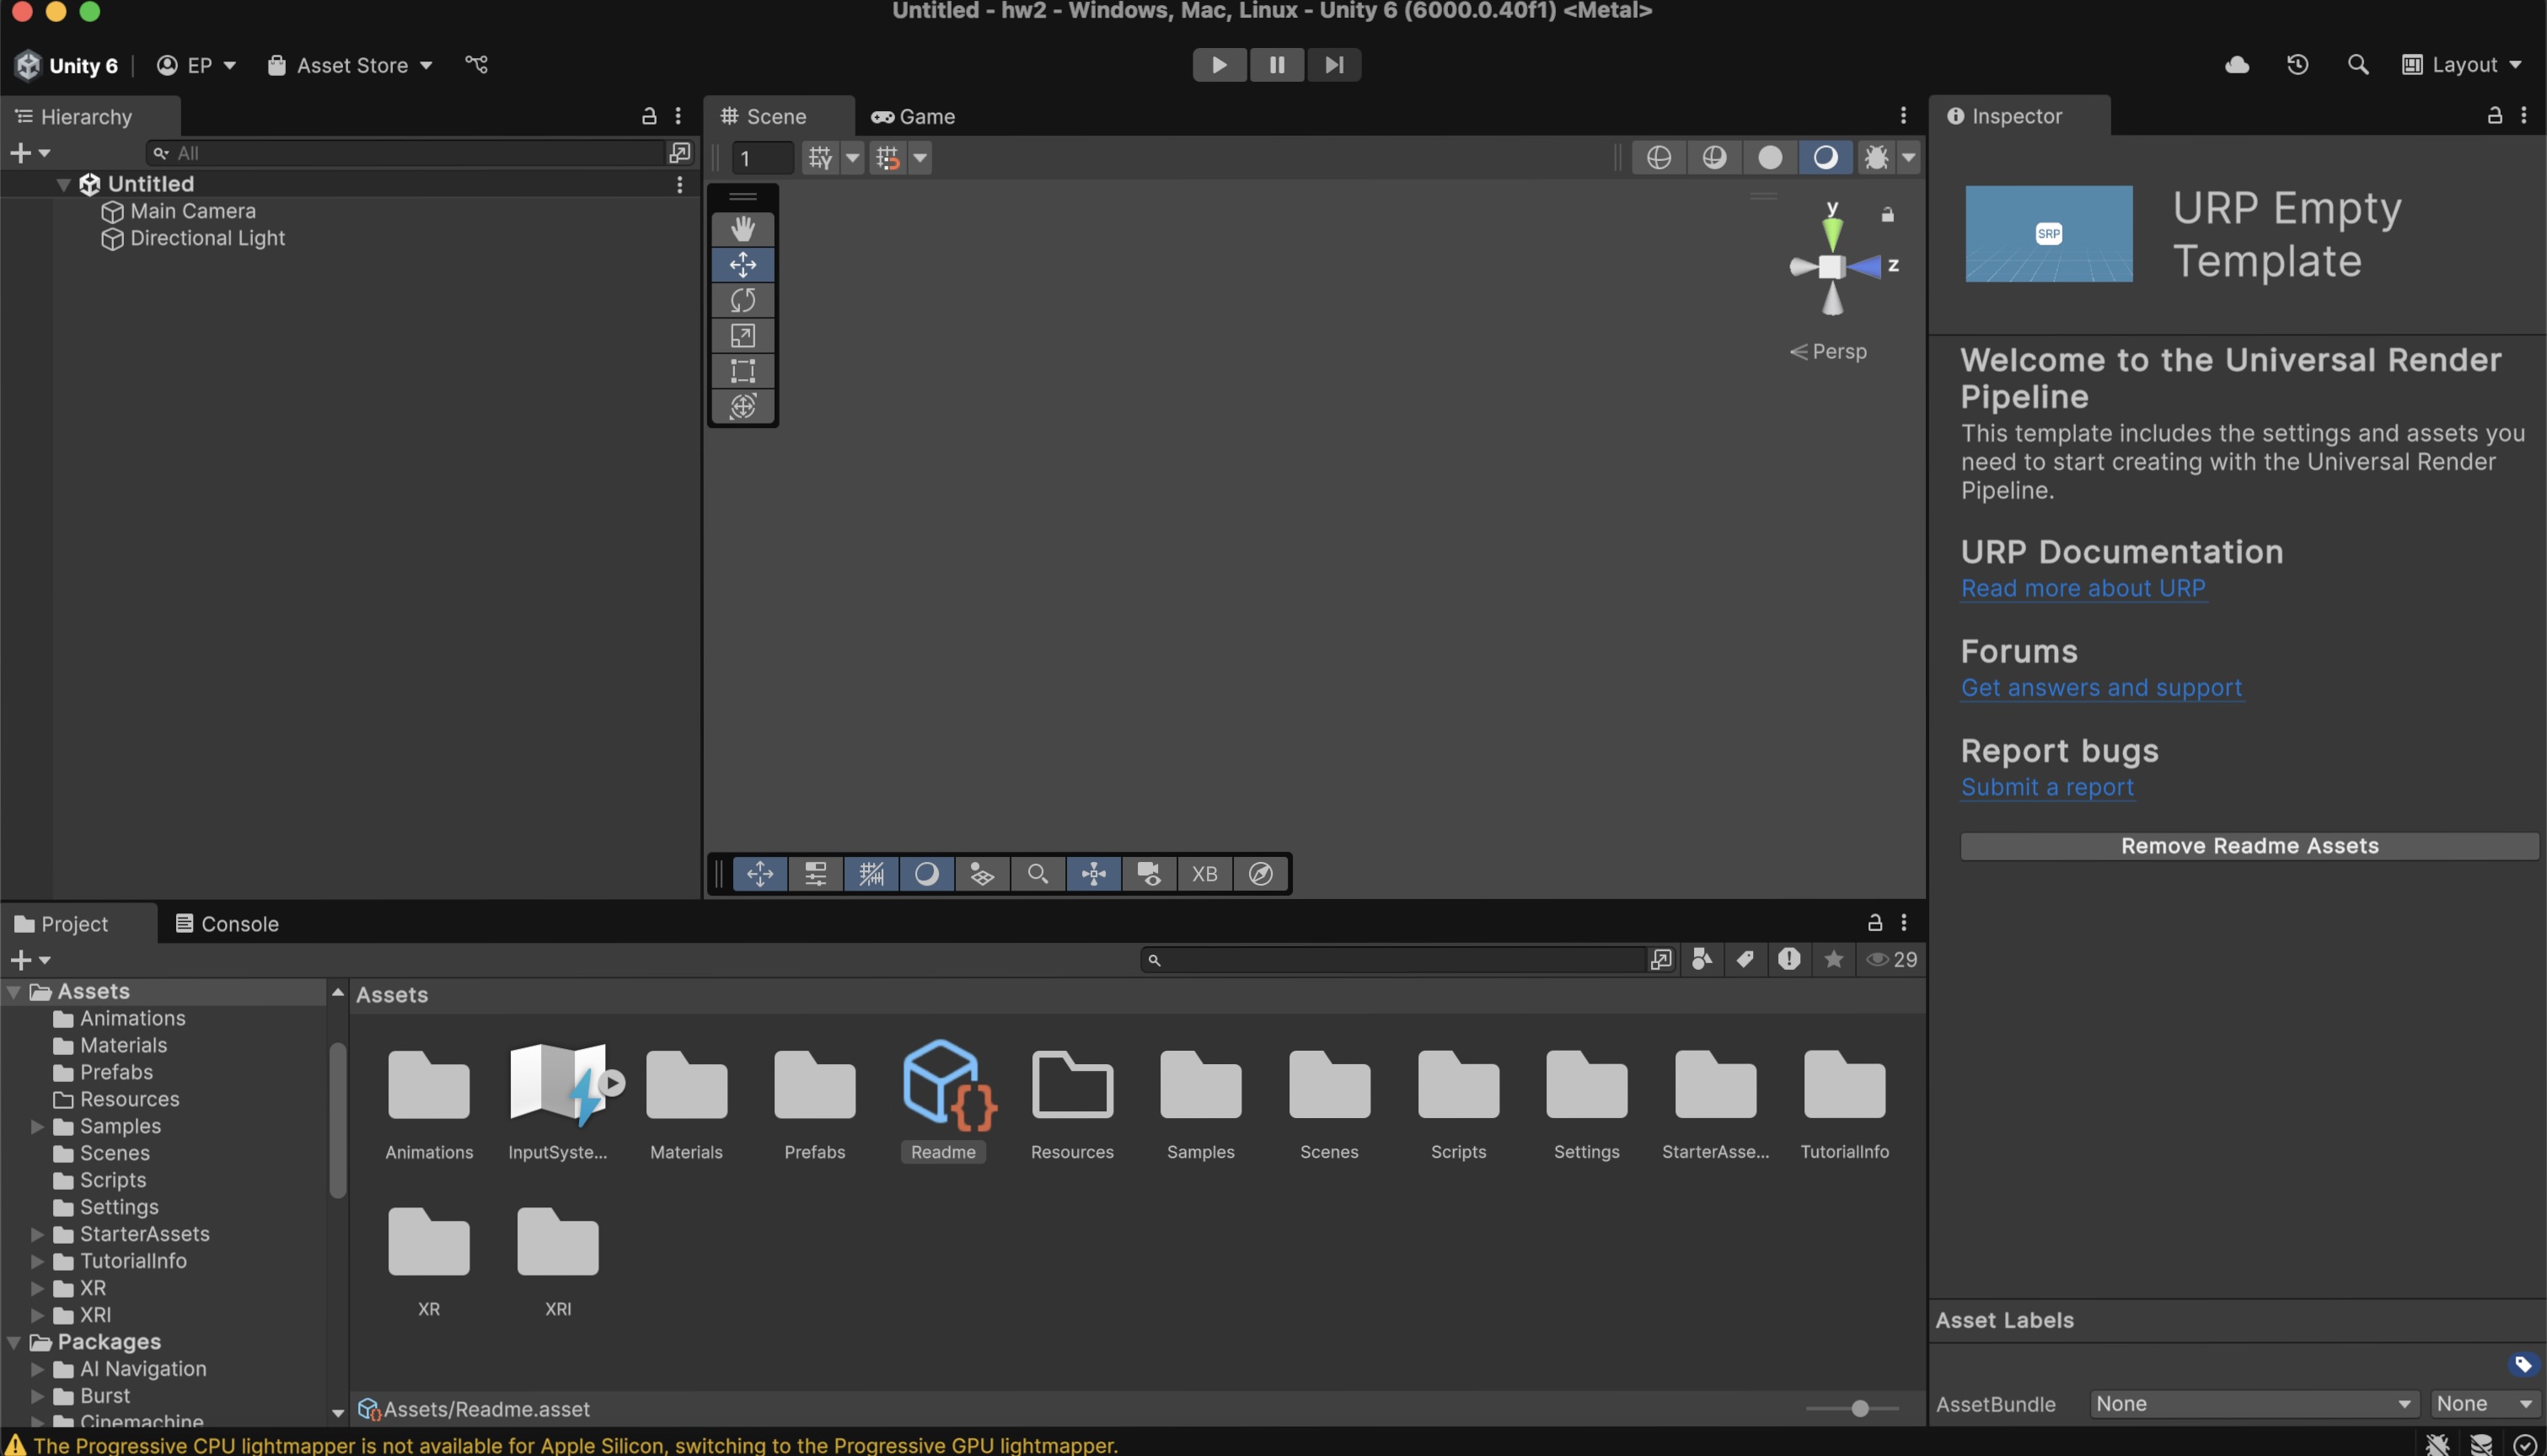 Untitled - hw2 - Windows, Mac, Linux - Unity 6 (6000.0.40f1) <Metal>
Unity 6
EP
Asset Store
Layout
Hierarchy
All
Untitled
Main Camera
Directional Light
Scene
Game
1
y
z
Persp
XB
Inspector
SRP
URP Empty
Template
Welcome to the Universal Render
Pipeline
This template includes the settings and assets you
need to start creating with the Universal Render
Pipeline.
URP Documentation
Read more about URP
Forums
Get answers and support
Report bugs
Submit a report
Remove Readme Assets
Project
Console
29
Assets
Animations
Materials
Prefabs
Resources
Samples
Scenes
Scripts
Settings
StarterAssets
TutorialInfo
XR
XRI
Packages
AI Navigation
Burst
Cinemachine
Assets
Animations
InputSyste...
Materials
Prefabs
Readme
Resources
Samples
Scenes
Scripts
Settings
StarterAsse...
TutorialInfo
XR
XRI
Assets/Readme.asset
Asset Labels
AssetBundle
None
None
The Progressive CPU lightmapper is not available for Apple Silicon, switching to the Progressive GPU lightmapper.